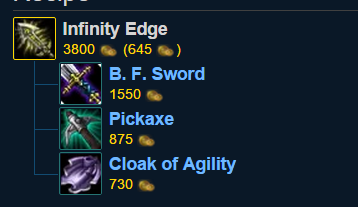 Infinity Edge
3800 (645 )
B. F. Sword
1550
Pickaxe
875
Cloak of Agility
730